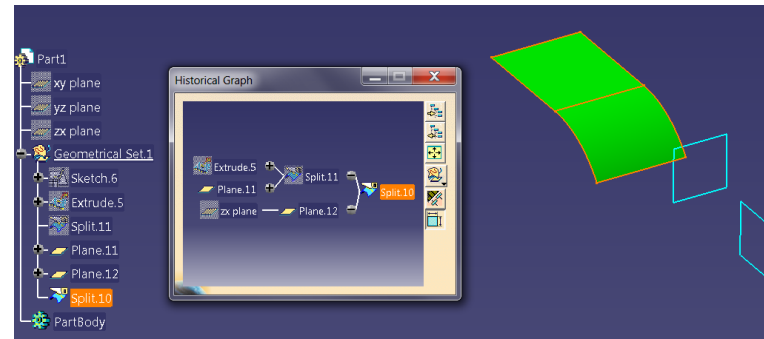 Part1
xy plane
yz plane
zx plane
Geometrical Set.1
Sketch.6
Extrude.5
Split.11
Plane.11
Plane.12
Split.10
PartBody
Historical Graph
Extrude.5
Split.11
Plane.11
Split.10
zx plane
Plane.12